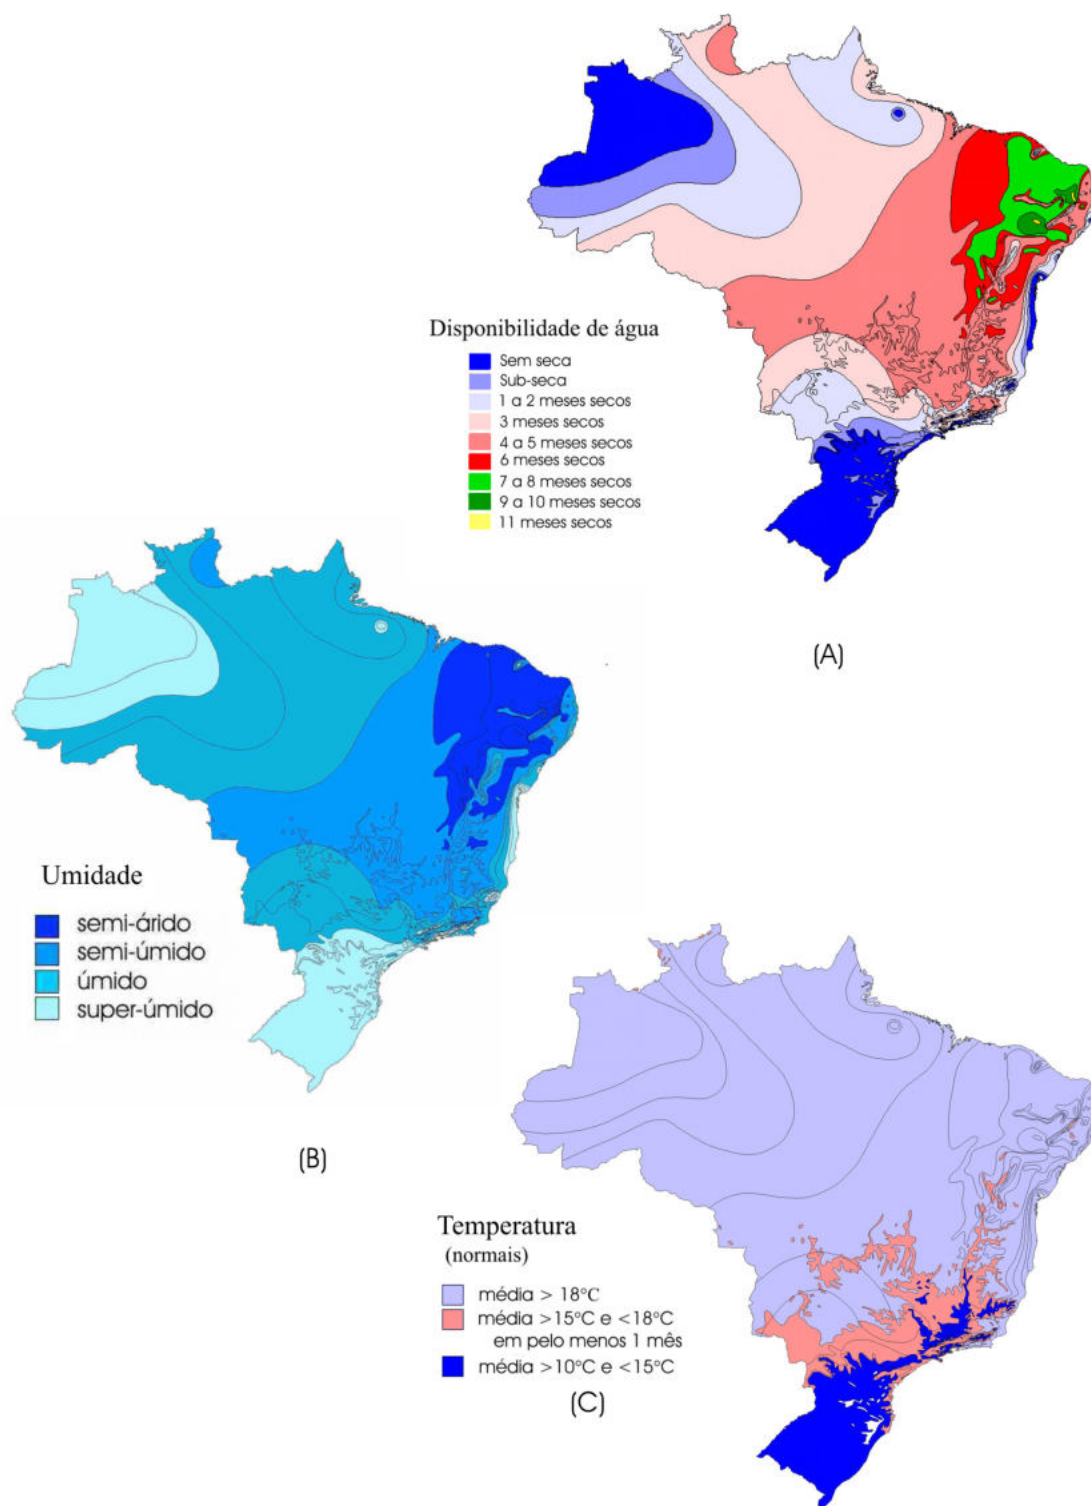 Disponibilidade de água
Sem seca
Sub-seca
1 a 2 meses secos
3 meses secos
4 a 5 meses secos
6 meses secos
7 a 8 meses secos
9 a 10 meses secos
11 meses secos
(A)
Umidade
semi-árido
semi-úmido
úmido
super-úmido
(B)
Temperatura
(normais)
média > 18°C
média >15°C e <18°C
em pelo menos 1 mês
média >10°C e <15°C
(C)